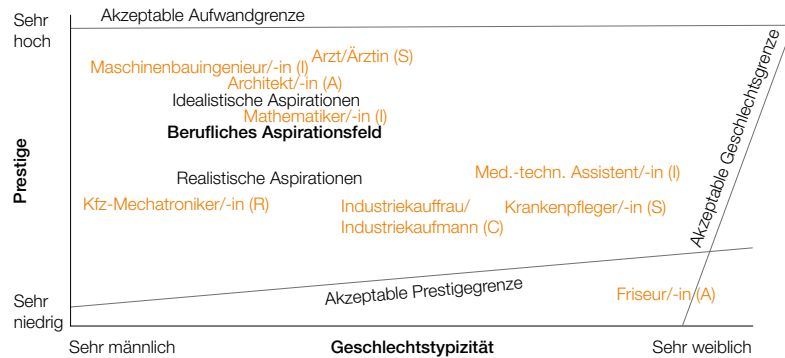 Sehr
hoch
Akzeptable Aufwandgrenze
Arzt/Ärztin (S)
Maschinenbauingenieur/-in (I)
Architekt/-in (A)
Idealistische Aspirationen
Mathematiker/-in (I)
Berufliches Aspirationsfeld
Prestige
Akzeptable Geschlechtsgrenze
Realistische Aspirationen
Med.-techn. Assistent/-in (I)
Kfz-Mechatroniker/-in (R)
Industriekauffrau/
Industriekaufmann (C)
Krankenpfleger/-in (S)
Akzeptable Prestigegrenze
Friseur/-in (A)
Sehr
niedrig
Sehr männlich
Geschlechtstypizität
Sehr weiblich